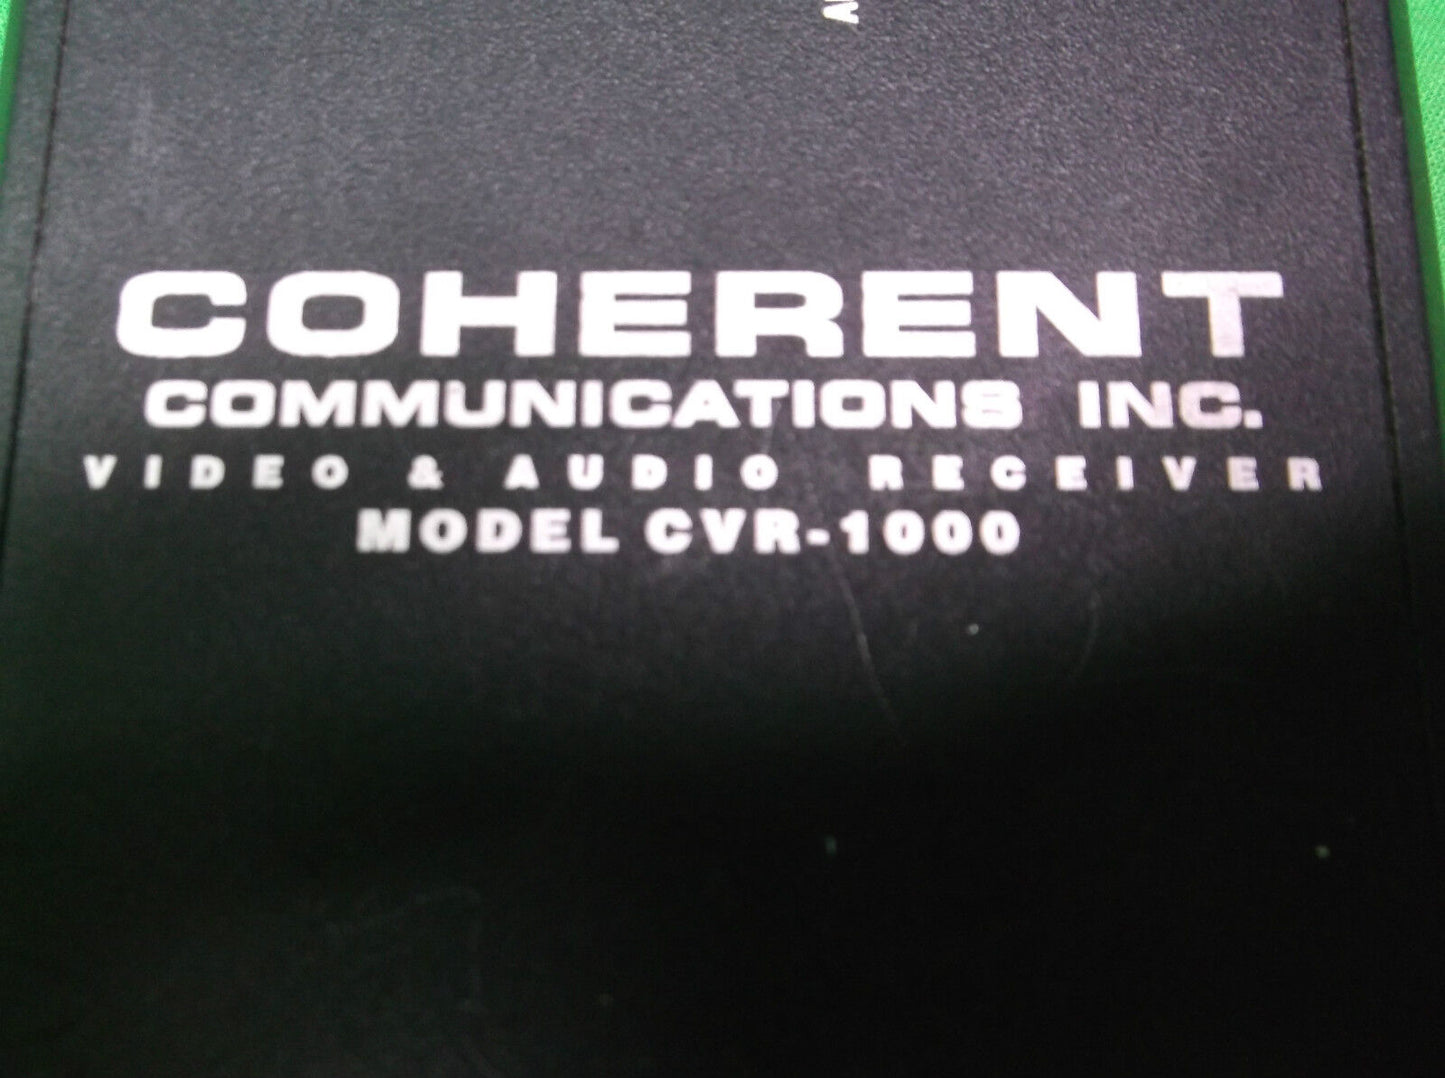 COHERENT
COMMUNICATIONS INC.
VIDEO & AUDIO RECEIVER
MODEL CVR-1000